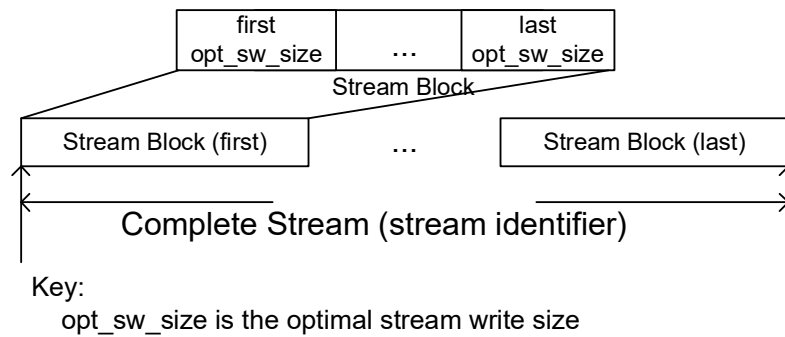 first
opt_sw_size
...
last
opt_sw_size
Stream Block
Stream Block (first)
...
Stream Block (last)
Complete Stream (stream identifier)
Key:
opt_sw_size is the optimal stream write size